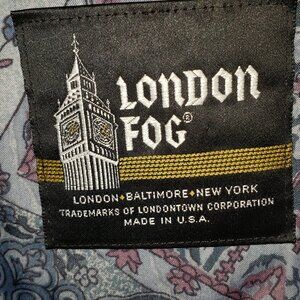 LONDON
FOG®
LONDON◆BALTIMORE◆NEW YORK
TRADEMARKS OF LONDONTOWN CORPORATION
MADE IN U.S.A.